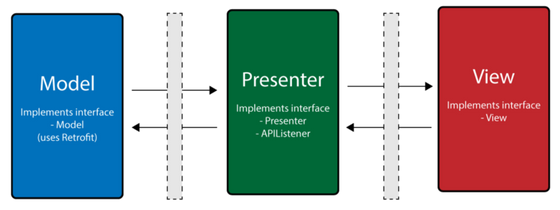 Model
Implements interface
- Model
(uses Retrofit)
Presenter
Implements interface
- Presenter
- APIListener
View
Implements interface
- View